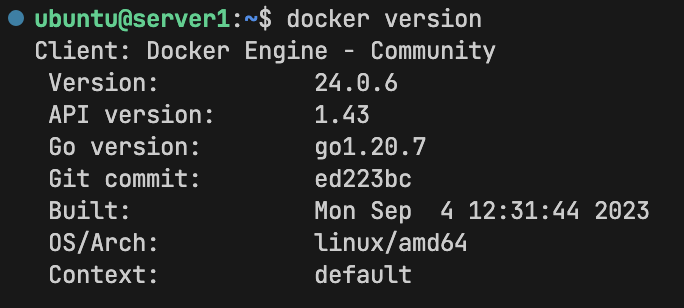 ubuntu@server1:~$ docker version
Client: Docker Engine - Community
 Version:           24.0.6
 API version:       1.43
 Go version:        go1.20.7
 Git commit:        ed223bc
 Built:             Mon Sep  4 12:31:44 2023
 OS/Arch:           linux/amd64
 Context:           default